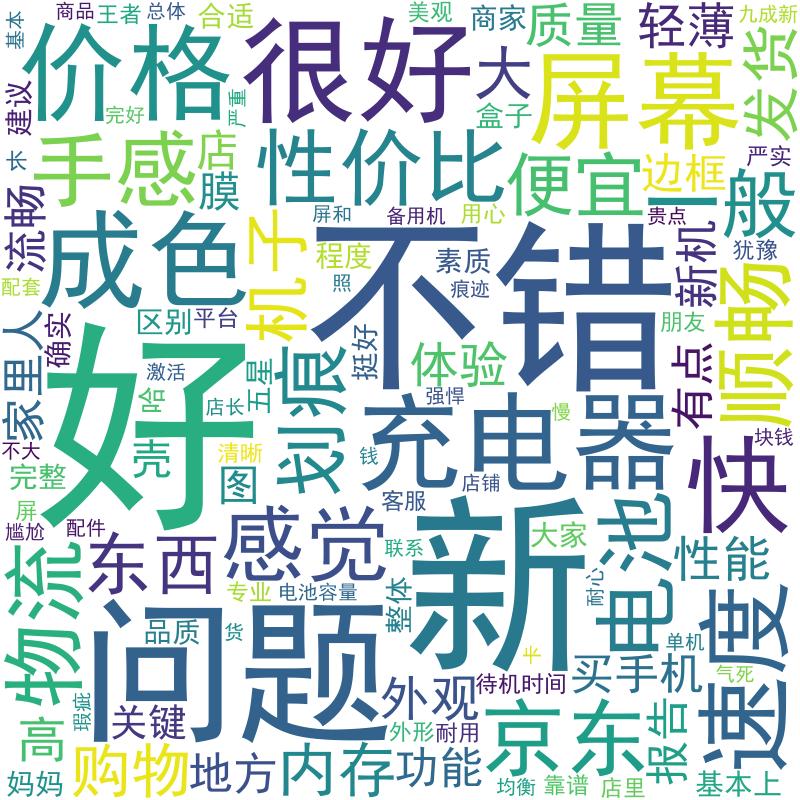 基本
商品
王者
总体
合适
美观
商家
质量
轻薄
九成新
价格
很好
大
屏幕
发货
建议
完好
严重
盒子
手感
店
性价比
便宜
边框
严实
长
膜
一般
流畅
成色
机子
屏和
备用机
用心
贵点
不错
程度
素质
新机
犹豫
配套
照
痕迹
顺畅
家里人
确实
区别
平台
挺好
朋友
好
激活
哈
五星
划痕
体验
有点
店长
强悍
充电器
慢
块钱
不大
完整
壳
清晰
图
钱
店铺
快
屏
客服
新
电池
尴尬
配件
东西
感觉
联系
大家
性能
物流
专业
电池容量
整体
耐心
速度
问题
品质
货
单机
半
买手机
气死
瑕疵
关键
外观
待机时间
京东
报告
高
外形
耐用
妈妈
购物
地方
内存
功能
均衡
靠谱
店里
基本上